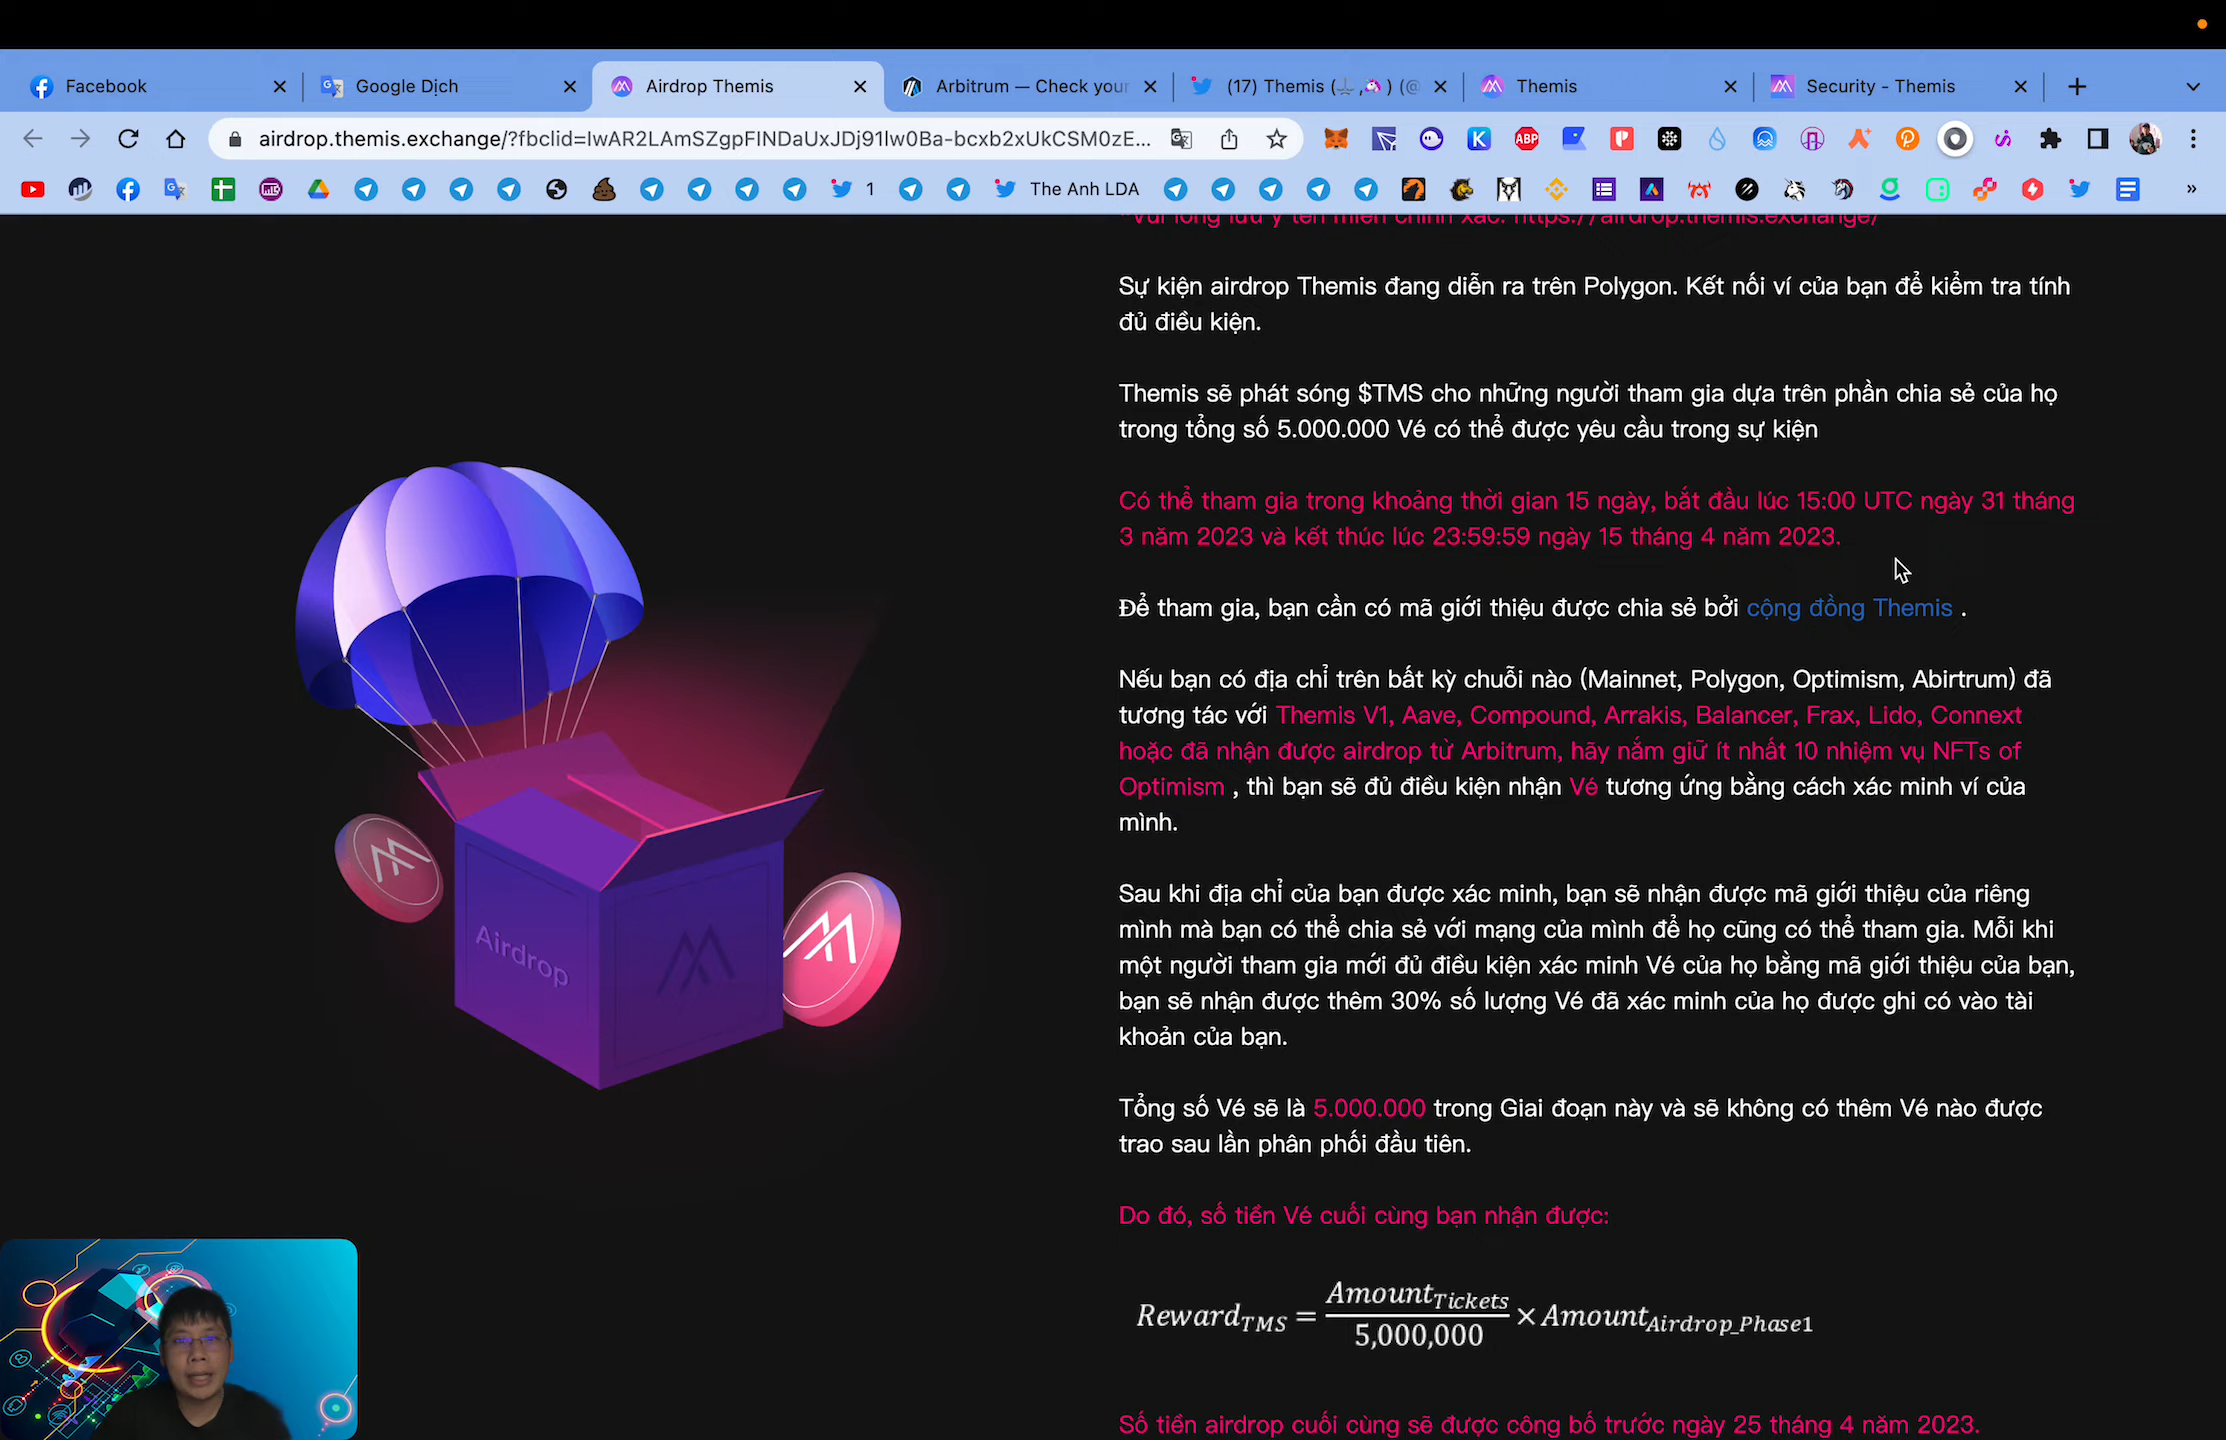 Facebook
Google Dịch
Airdrop Themis
Arbitrum — Check your
(17) Themis
(@
Themis
Security - Themis
airdrop.themis.exchange/?fbclid=IwAR2LAmSZgpFlNDaUxJDj91lw0Ba-bcxb2xUkCSM0zE...
ABP
1
The Anh LDA
*Vui lòng lưu ý tên miền chính xác: https://airdrop.themis.exchange/
Sự kiện airdrop Themis đang diễn ra trên Polygon. Kết nối ví của bạn để kiểm tra tính
đủ điều kiện.
Themis sẽ phát sóng $TMS cho những người tham gia dựa trên phần chia sẻ của họ
trong tổng số 5.000.000 Vé có thể được yêu cầu trong sự kiện
Có thể tham gia trong khoảng thời gian 15 ngày, bắt đầu lúc 15:00 UTC ngày 31 tháng
3 năm 2023 và kết thúc lúc 23:59:59 ngày 15 tháng 4 năm 2023.
Để tham gia, bạn cần có mã giới thiệu được chia sẻ bởi cộng đồng Themis .
Nếu bạn có địa chỉ trên bất kỳ chuỗi nào (Mainnet, Polygon, Optimism, Abirtrum) đã
tương tác với Themis V1, Aave, Compound, Arrakis, Balancer, Frax, Lido, Connext
hoặc đã nhận được airdrop từ Arbitrum, hãy nắm giữ ít nhất 10 nhiệm vụ NFTs of
Optimism , thì bạn sẽ đủ điều kiện nhận Vé tương ứng bằng cách xác minh ví của
mình.
Sau khi địa chỉ của bạn được xác minh, bạn sẽ nhận được mã giới thiệu của riêng
mình mà bạn có thể chia sẻ với mạng của mình để họ cũng có thể tham gia. Mỗi khi
một người tham gia mới đủ điều kiện xác minh Vé của họ bằng mã giới thiệu của bạn,
bạn sẽ nhận được thêm 30% số lượng Vé đã xác minh của họ được ghi có vào tài
khoản của bạn.
Tổng số Vé sẽ là 5.000.000 trong Giai đoạn này và sẽ không có thêm Vé nào được
trao sau lần phân phối đầu tiên.
Do đó, số tiền Vé cuối cùng bạn nhận được:
Reward_TMS = Amount_Tickets / 5,000,000 × Amount_Airdrop_Phase1
Số tiền airdrop cuối cùng sẽ được công bố trước ngày 25 tháng 4 năm 2023.
Airdrop